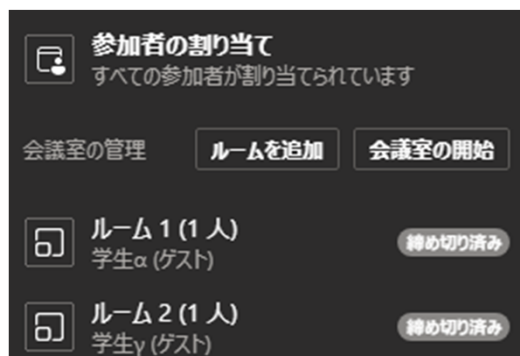 参加者の割り当て
すべての参加者が割り当てられています
会議室の管理 ルームを追加 会議室の開始
ルーム 1 (1 人) 締め切り済み
学生α (ゲスト)
ルーム 2 (1 人) 締め切り済み
学生γ (ゲスト)